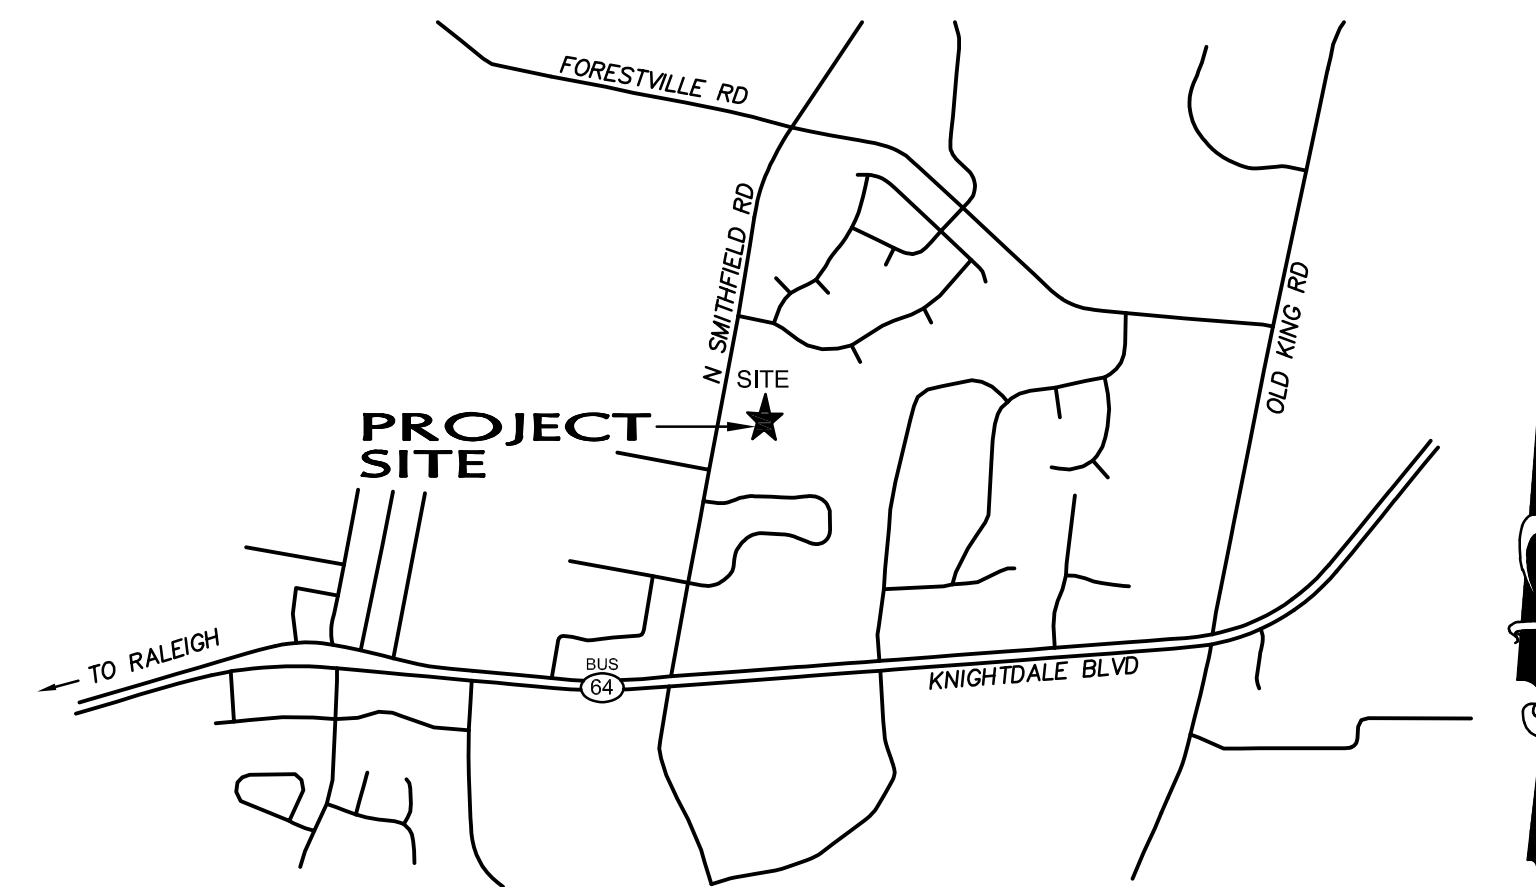 FORESTVILLE RD
N SMITHFIELD RD
OLD KING RD
SITE
PROJECT
SITE
TO RALEIGH
BUS
64
KNIGHTDALE BLVD